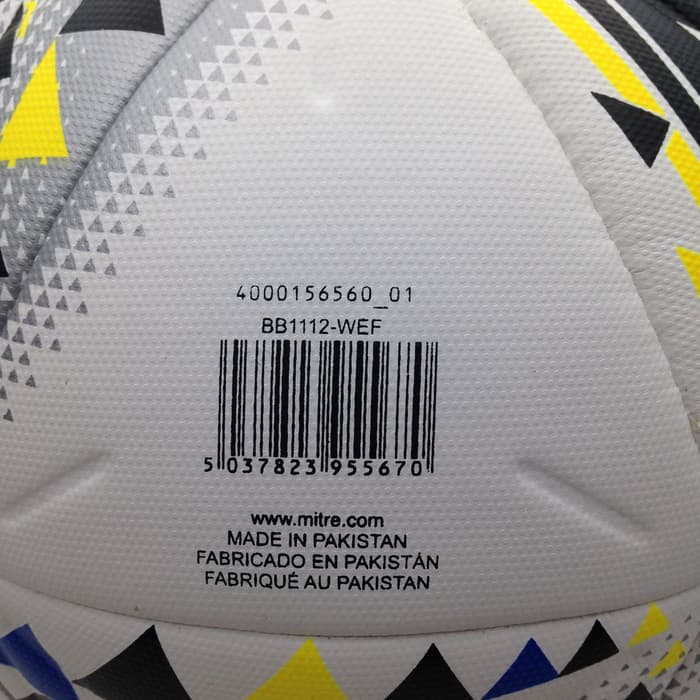 4000156560_01
BB1112-WEF
5 037823 955670
www.mitre.com
MADE IN PAKISTAN
FABRICADO EN PAKISTÁN
FABRIQUÉ AU PAKISTAN